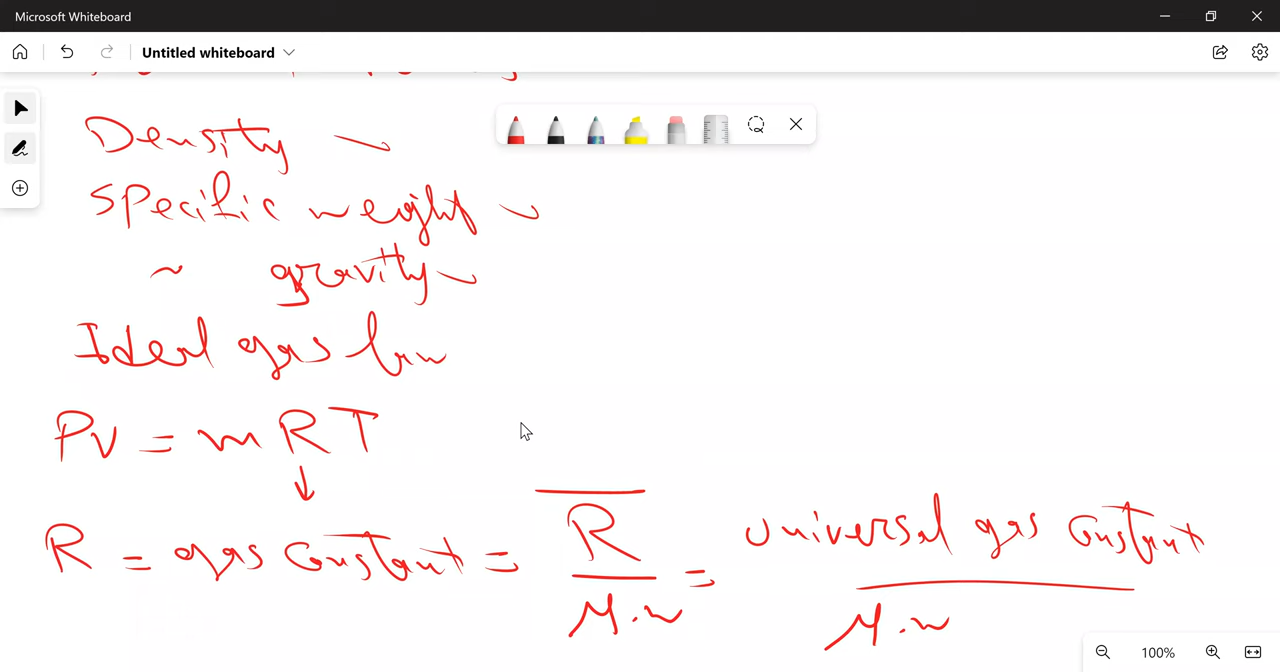 Microsoft Whiteboard
Untitled whiteboard
Density
Specific weight
~ gravity
Ideal gas law
PV = mRT
↓
R = gas Constant = R̅ / M.w = Universal gas Constant / M.w
100%